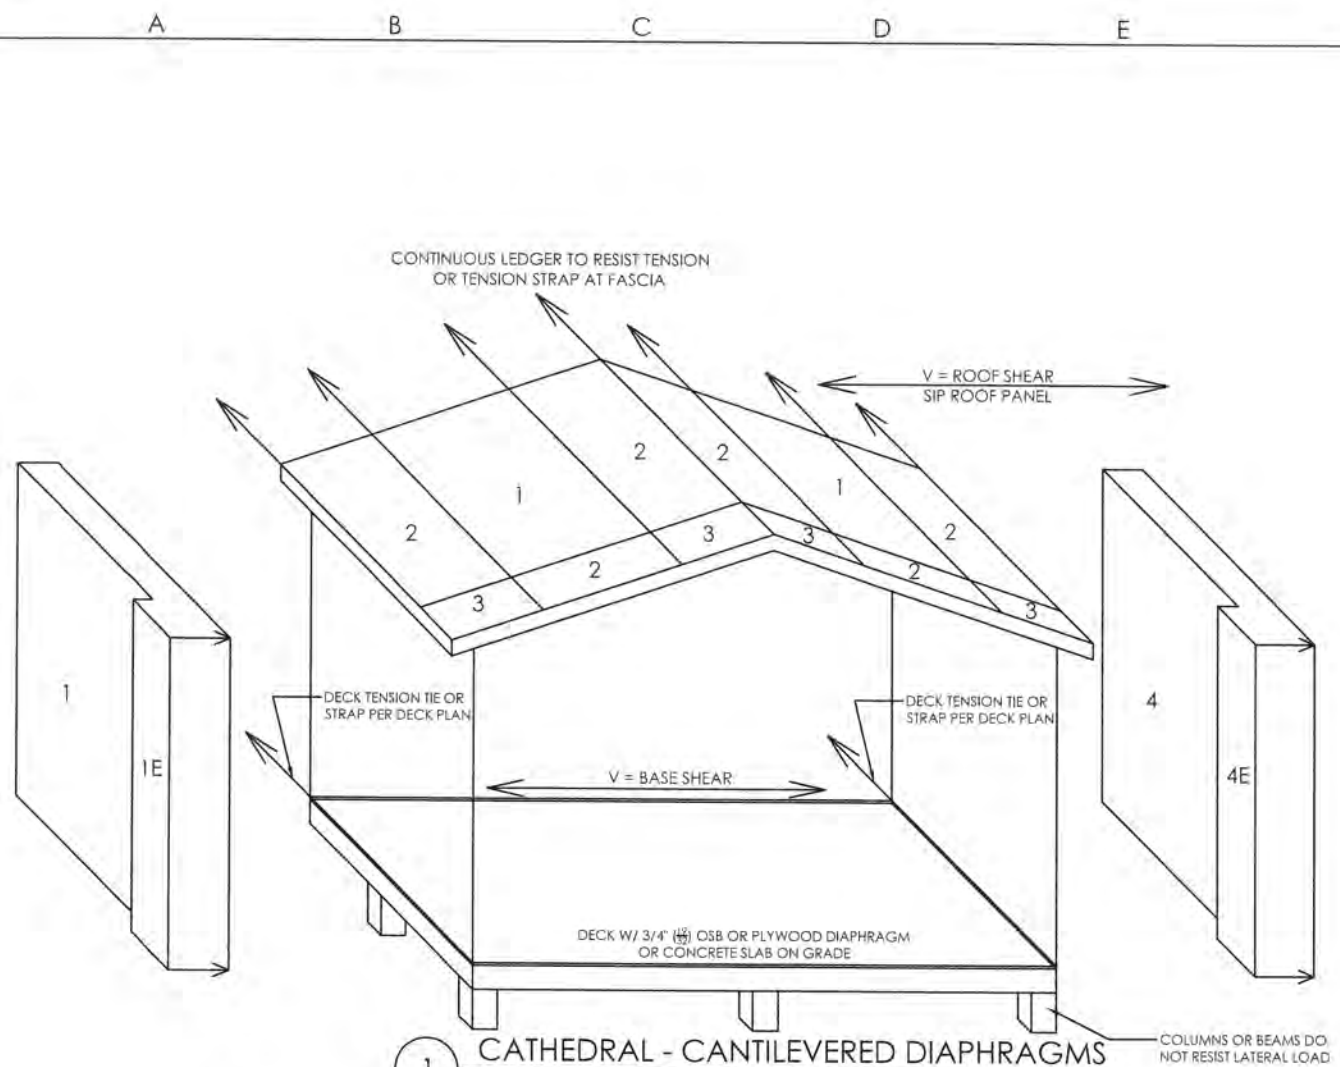 A B C D E
CONTINUOUS LEDGER TO RESIST TENSION
OR TENSION STRAP AT FASCIA
V = ROOF SHEAR
SIP ROOF PANEL
2 2
1 1
2 2
3 3
2 2
3 3
1 4
DECK TENSION TIE OR
STRAP PER DECK PLAN
DECK TENSION TIE OR
STRAP PER DECK PLAN
1E 4E
V = BASE SHEAR
DECK W/ 3/4" (23/32) OSB OR PLYWOOD DIAPHRAGM
OR CONCRETE SLAB ON GRADE
1 CATHEDRAL - CANTILEVERED DIAPHRAGMS
COLUMNS OR BEAMS DO
NOT RESIST LATERAL LOAD